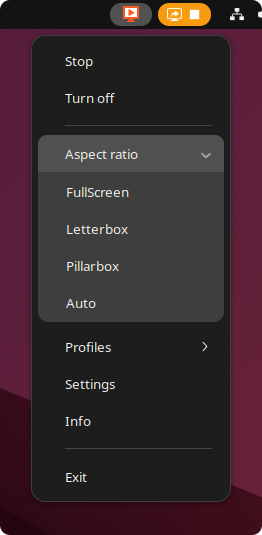 Stop
Turn off
Aspect ratio
FullScreen
Letterbox
Pillarbox
Auto
Profiles
Settings
Info
Exit